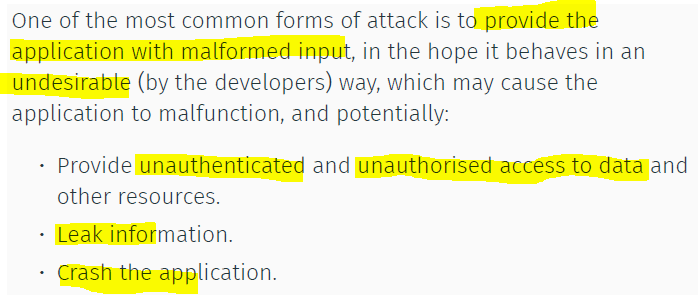 One of the most common forms of attack is to provide the
application with malformed input, in the hope it behaves in an
undesirable (by the developers) way, which may cause the
application to malfunction, and potentially:
• Provide unauthenticated and unauthorised access to data and
other resources.
• Leak information.
• Crash the application.